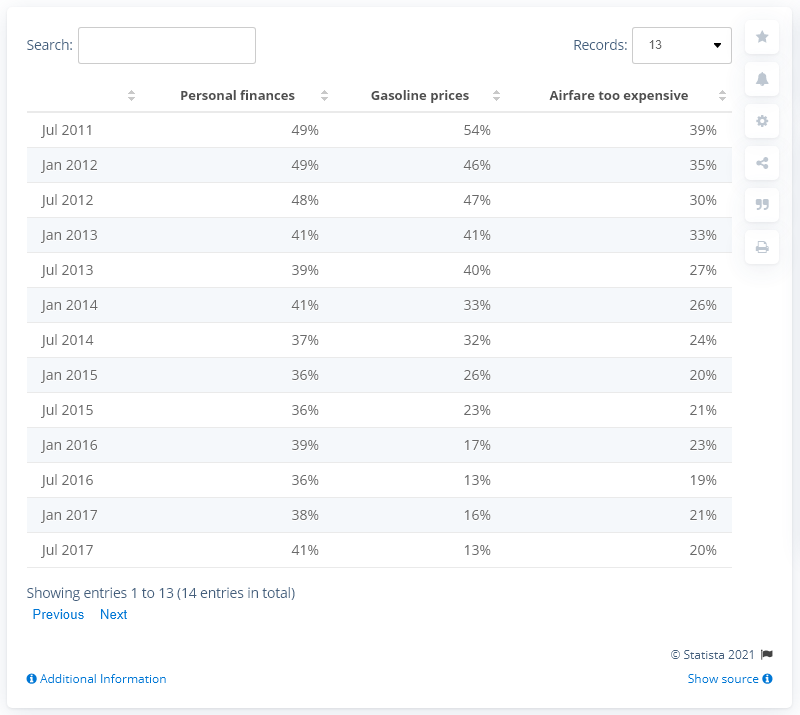 Search: Records: 13
Personal finances Gasoline prices Airfare too expensive
Jul 2011 49% 54% 39%
Jan 2012 49% 46% 35%
Jul 2012 48% 47% 30%
Jan 2013 41% 41% 33%
Jul 2013 39% 40% 27%
Jan 2014 41% 33% 26%
Jul 2014 37% 32% 24%
Jan 2015 36% 26% 20%
Jul 2015 36% 23% 21%
Jan 2016 39% 17% 23%
Jul 2016 36% 13% 19%
Jan 2017 38% 16% 21%
Jul 2017 41% 13% 20%
Showing entries 1 to 13 (14 entries in total)
Previous Next
© Statista 2021
Additional Information Show source